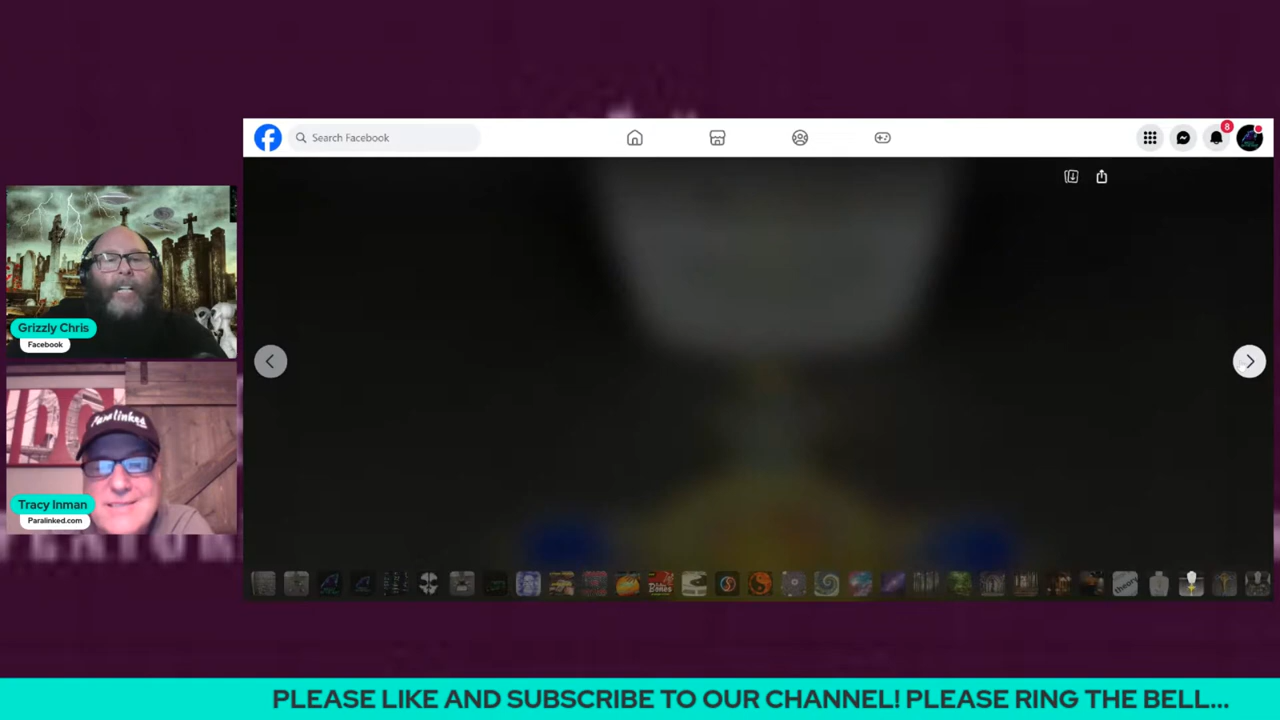 Search Facebook
8
Grizzly Chris
Facebook
Paralinked
Tracy Inman
Paralinked.com
Bones
theory
PLEASE LIKE AND SUBSCRIBE TO OUR CHANNEL! PLEASE RING THE BELL...